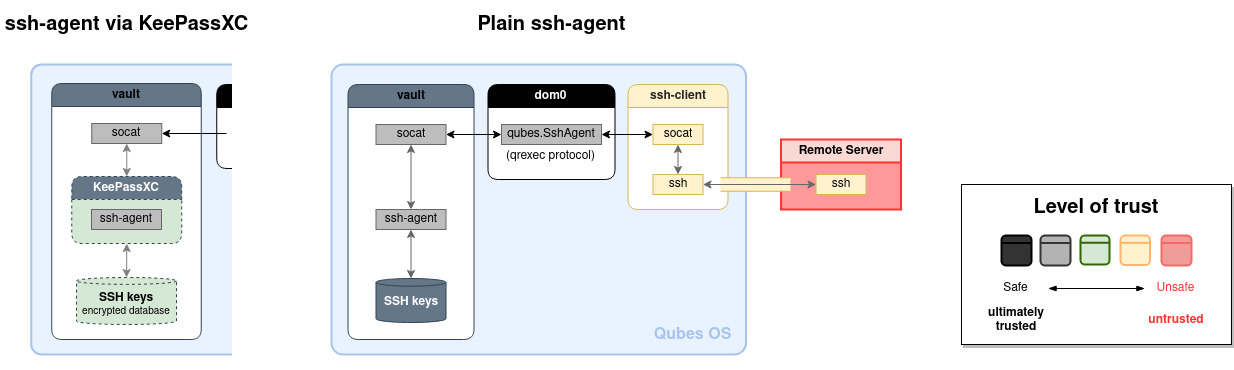 ssh-agent via KeePassXC
vault
socat
KeePassXC
ssh-agent
SSH keys
encrypted database
Plain ssh-agent
vault
socat
ssh-agent
SSH keys
dom0
qubes.SshAgent
(qrexec protocol)
ssh-client
socat
ssh
Qubes OS
Remote Server
ssh
Level of trust
Safe
Unsafe
ultimately
trusted
untrusted